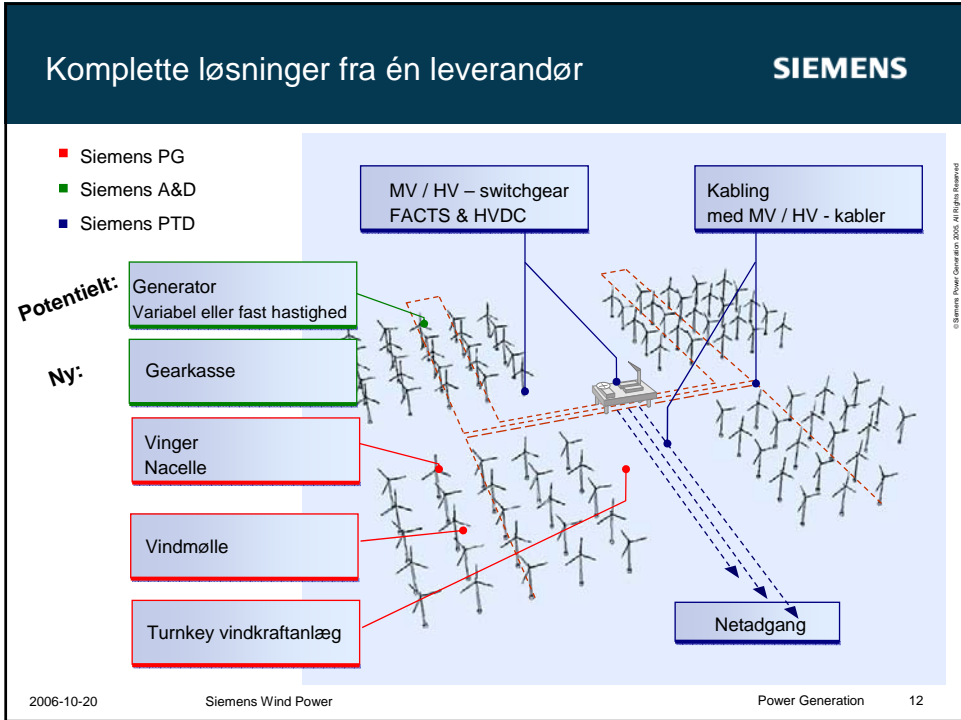 Komplette løsninger fra én leverandør
SIEMENS
Siemens PG
Siemens A&D
Siemens PTD
MV / HV – switchgear
FACTS & HVDC
Kabling
med MV / HV - kabler
Potentielt:
Generator
Variabel eller fast hastighed
Ny:
Gearkasse
Vinger
Nacelle
Vindmølle
Turnkey vindkraftanlæg
Netadgang
© Siemens Power Generation 2005. All Rights Reserved
2006-10-20
Siemens Wind Power
Power Generation
12